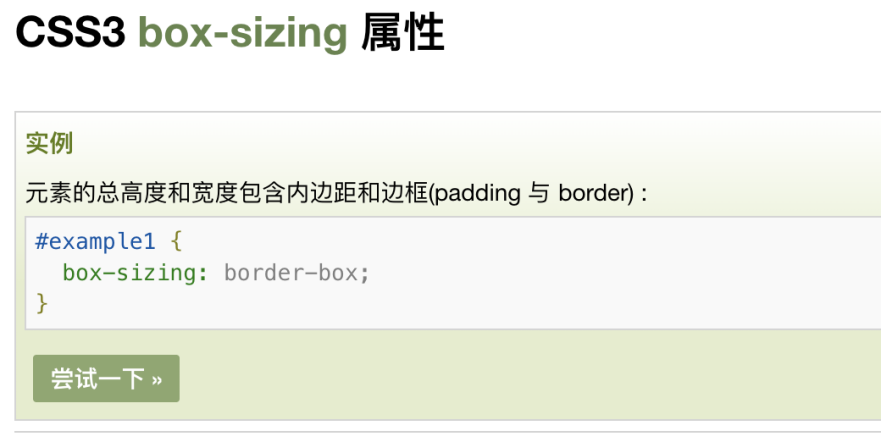 CSS3 box-sizing 属性
实例
元素的总高度和宽度包含内边距和边框(padding 与 border) :
#example1 {
  box-sizing: border-box;
}
尝试一下 »